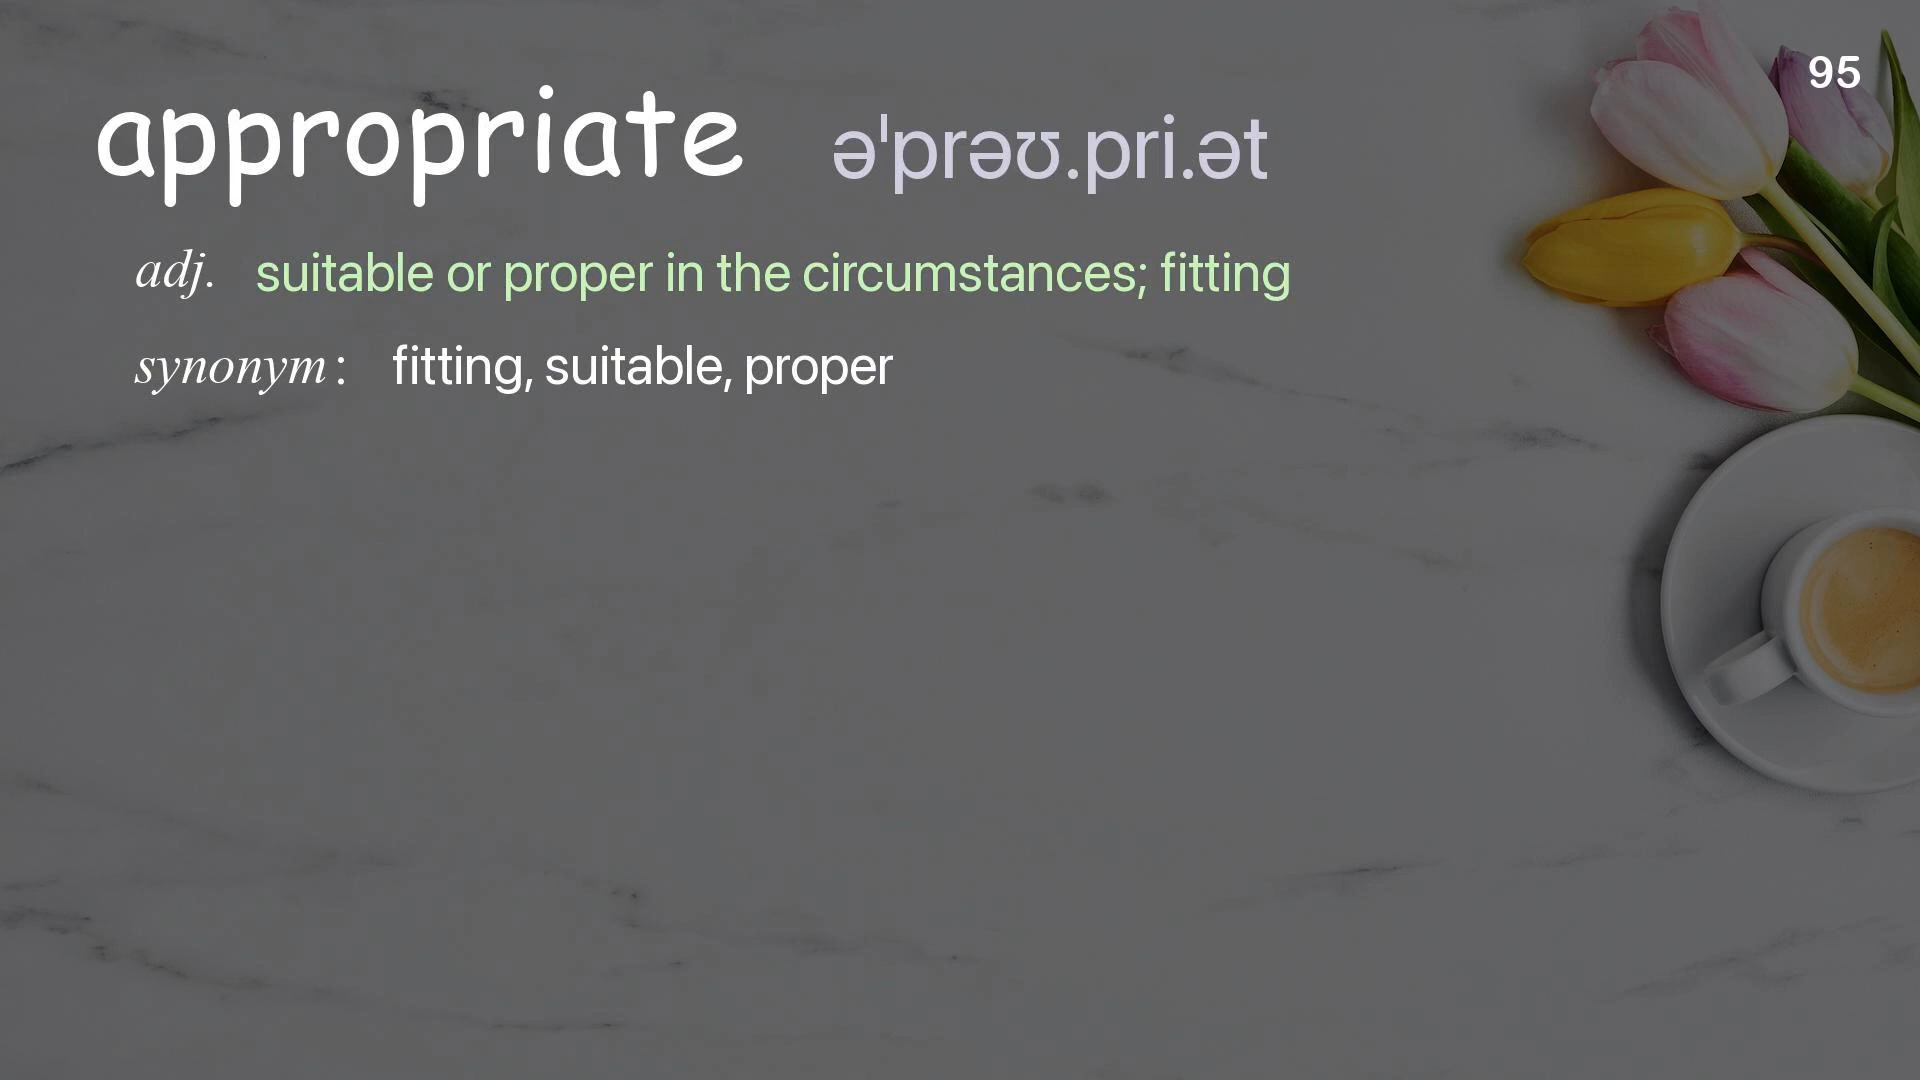 95
appropriate əˈprəʊ.pri.ət
adj. suitable or proper in the circumstances; fitting
synonym: fitting, suitable, proper